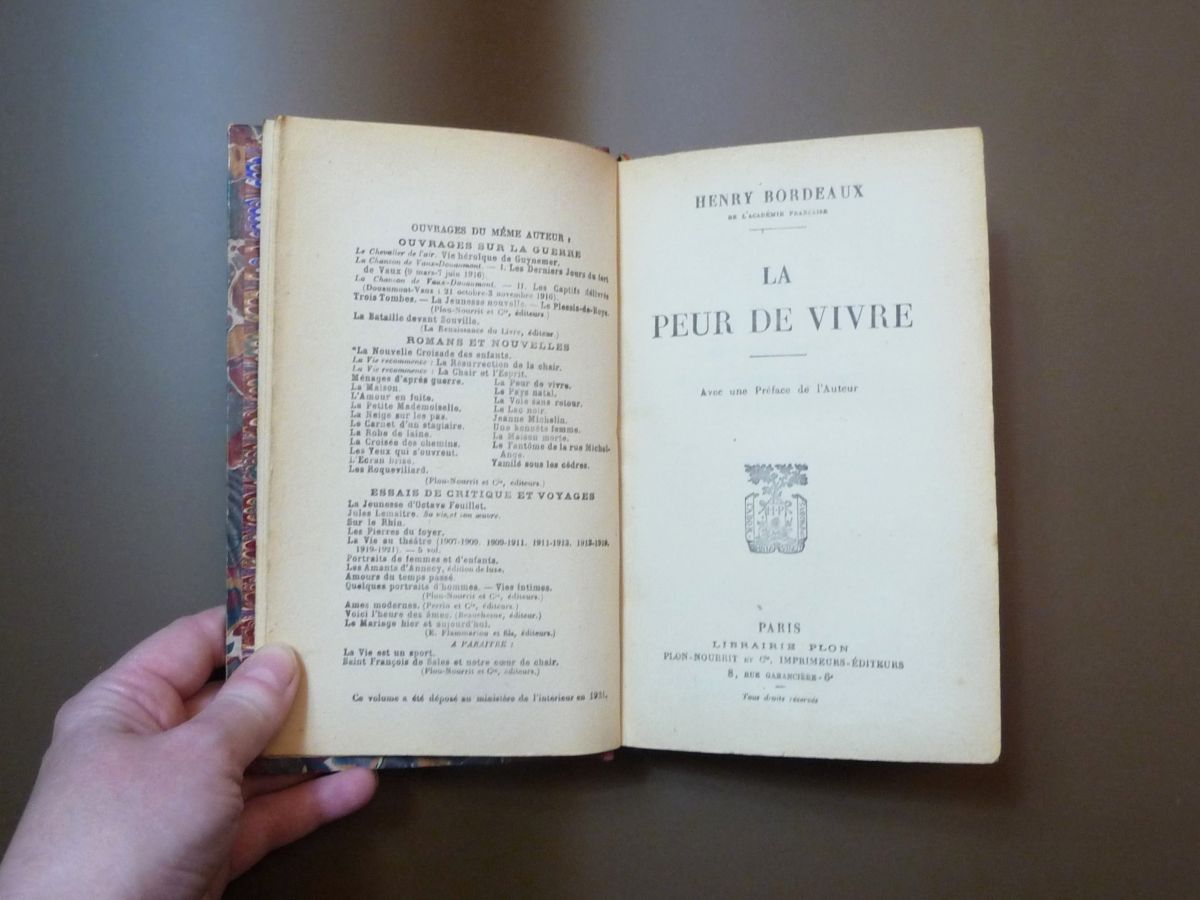 OUVRAGES DU MÊME AUTEUR :
OUVRAGES SUR LA GUERRE
Le Chevalier de l'air. Vie héroïque de Guynemer.
La Chanson de Vaux-Douaumont. — I. Les Derniers Jours du fort
de Vaux (9 mars-7 juin 1916).
La Chanson de Vaux-Douaumont. — II. Les Captifs délivrés
(Douaumont-Vaux : 21 octobre-3 novembre 1916).
Trois Tombes. — La Jeunesse nouvelle. — Le Plessis-de-Roye.
(Plon-Nourrit et Cie, éditeurs.)
La Bataille devant Souville.
(La Renaissance du Livre, éditeur.)
ROMANS ET NOUVELLES
*La Nouvelle Croisade des enfants.
La Vie recommence : La Résurrection de la chair.
La Vie recommence : La Chair et l'Esprit.
Ménages d'après guerre.
La Maison.
L'Amour en fuite.
La Petite Mademoiselle.
La Neige sur les pas.
Le Carnet d'un stagiaire.
La Robe de laine.
La Croisée des chemins.
Les Yeux qui s'ouvrent.
L'Écran brisé.
Les Roquevillard.
La Peur de vivre.
Le Pays natal.
La Voie sans retour.
Le Lac noir.
Jeanne Michelin.
Une honnête femme.
La Maison morte.
Le Fantôme de la rue Michel-
Ange.
Yamilé sous les cèdres.
(Plon-Nourrit et Cie, éditeurs.)
ESSAIS DE CRITIQUE ET VOYAGES
La Jeunesse d'Octave Feuillet.
Jules Lemaître. Sa vie, et son œuvre.
Sur le Rhin.
Les Pierres du foyer.
La Vie au théâtre (1907-1909, 1909-1911, 1911-1913, 1913-1919,
1919-1921). — 5 vol.
Portraits de femmes et d'enfants.
Les Amants d'Annecy, édition de luxe.
Amours du temps passé.
Quelques portraits d'hommes. — Vies intimes.
(Plon-Nourrit et Cie, éditeurs.)
Ames modernes. (Perrin et Cie, éditeurs.)
Voici l'heure des âmes. (Beauchesne, éditeur.)
Le Mariage hier et aujourd'hui.
(E. Flammarion et fils, éditeurs.)
A PARAITRE :
La Vie est un sport.
Saint François de Sales et notre cœur de chair.
(Plon-Nourrit et Cie, éditeurs.)
Ce volume a été déposé au ministère de l'intérieur en
HENRY BORDEAUX
DE L'ACADÉMIE FRANÇAISE
LA
PEUR DE VIVRE
Avec une Préface de l'Auteur
H·P
PARIS
LIBRAIRIE PLON
PLON-NOURRIT ET Cie, IMPRIMEURS-ÉDITEURS
8, RUE GARANCIÈRE - 6e
Tous droits réservés